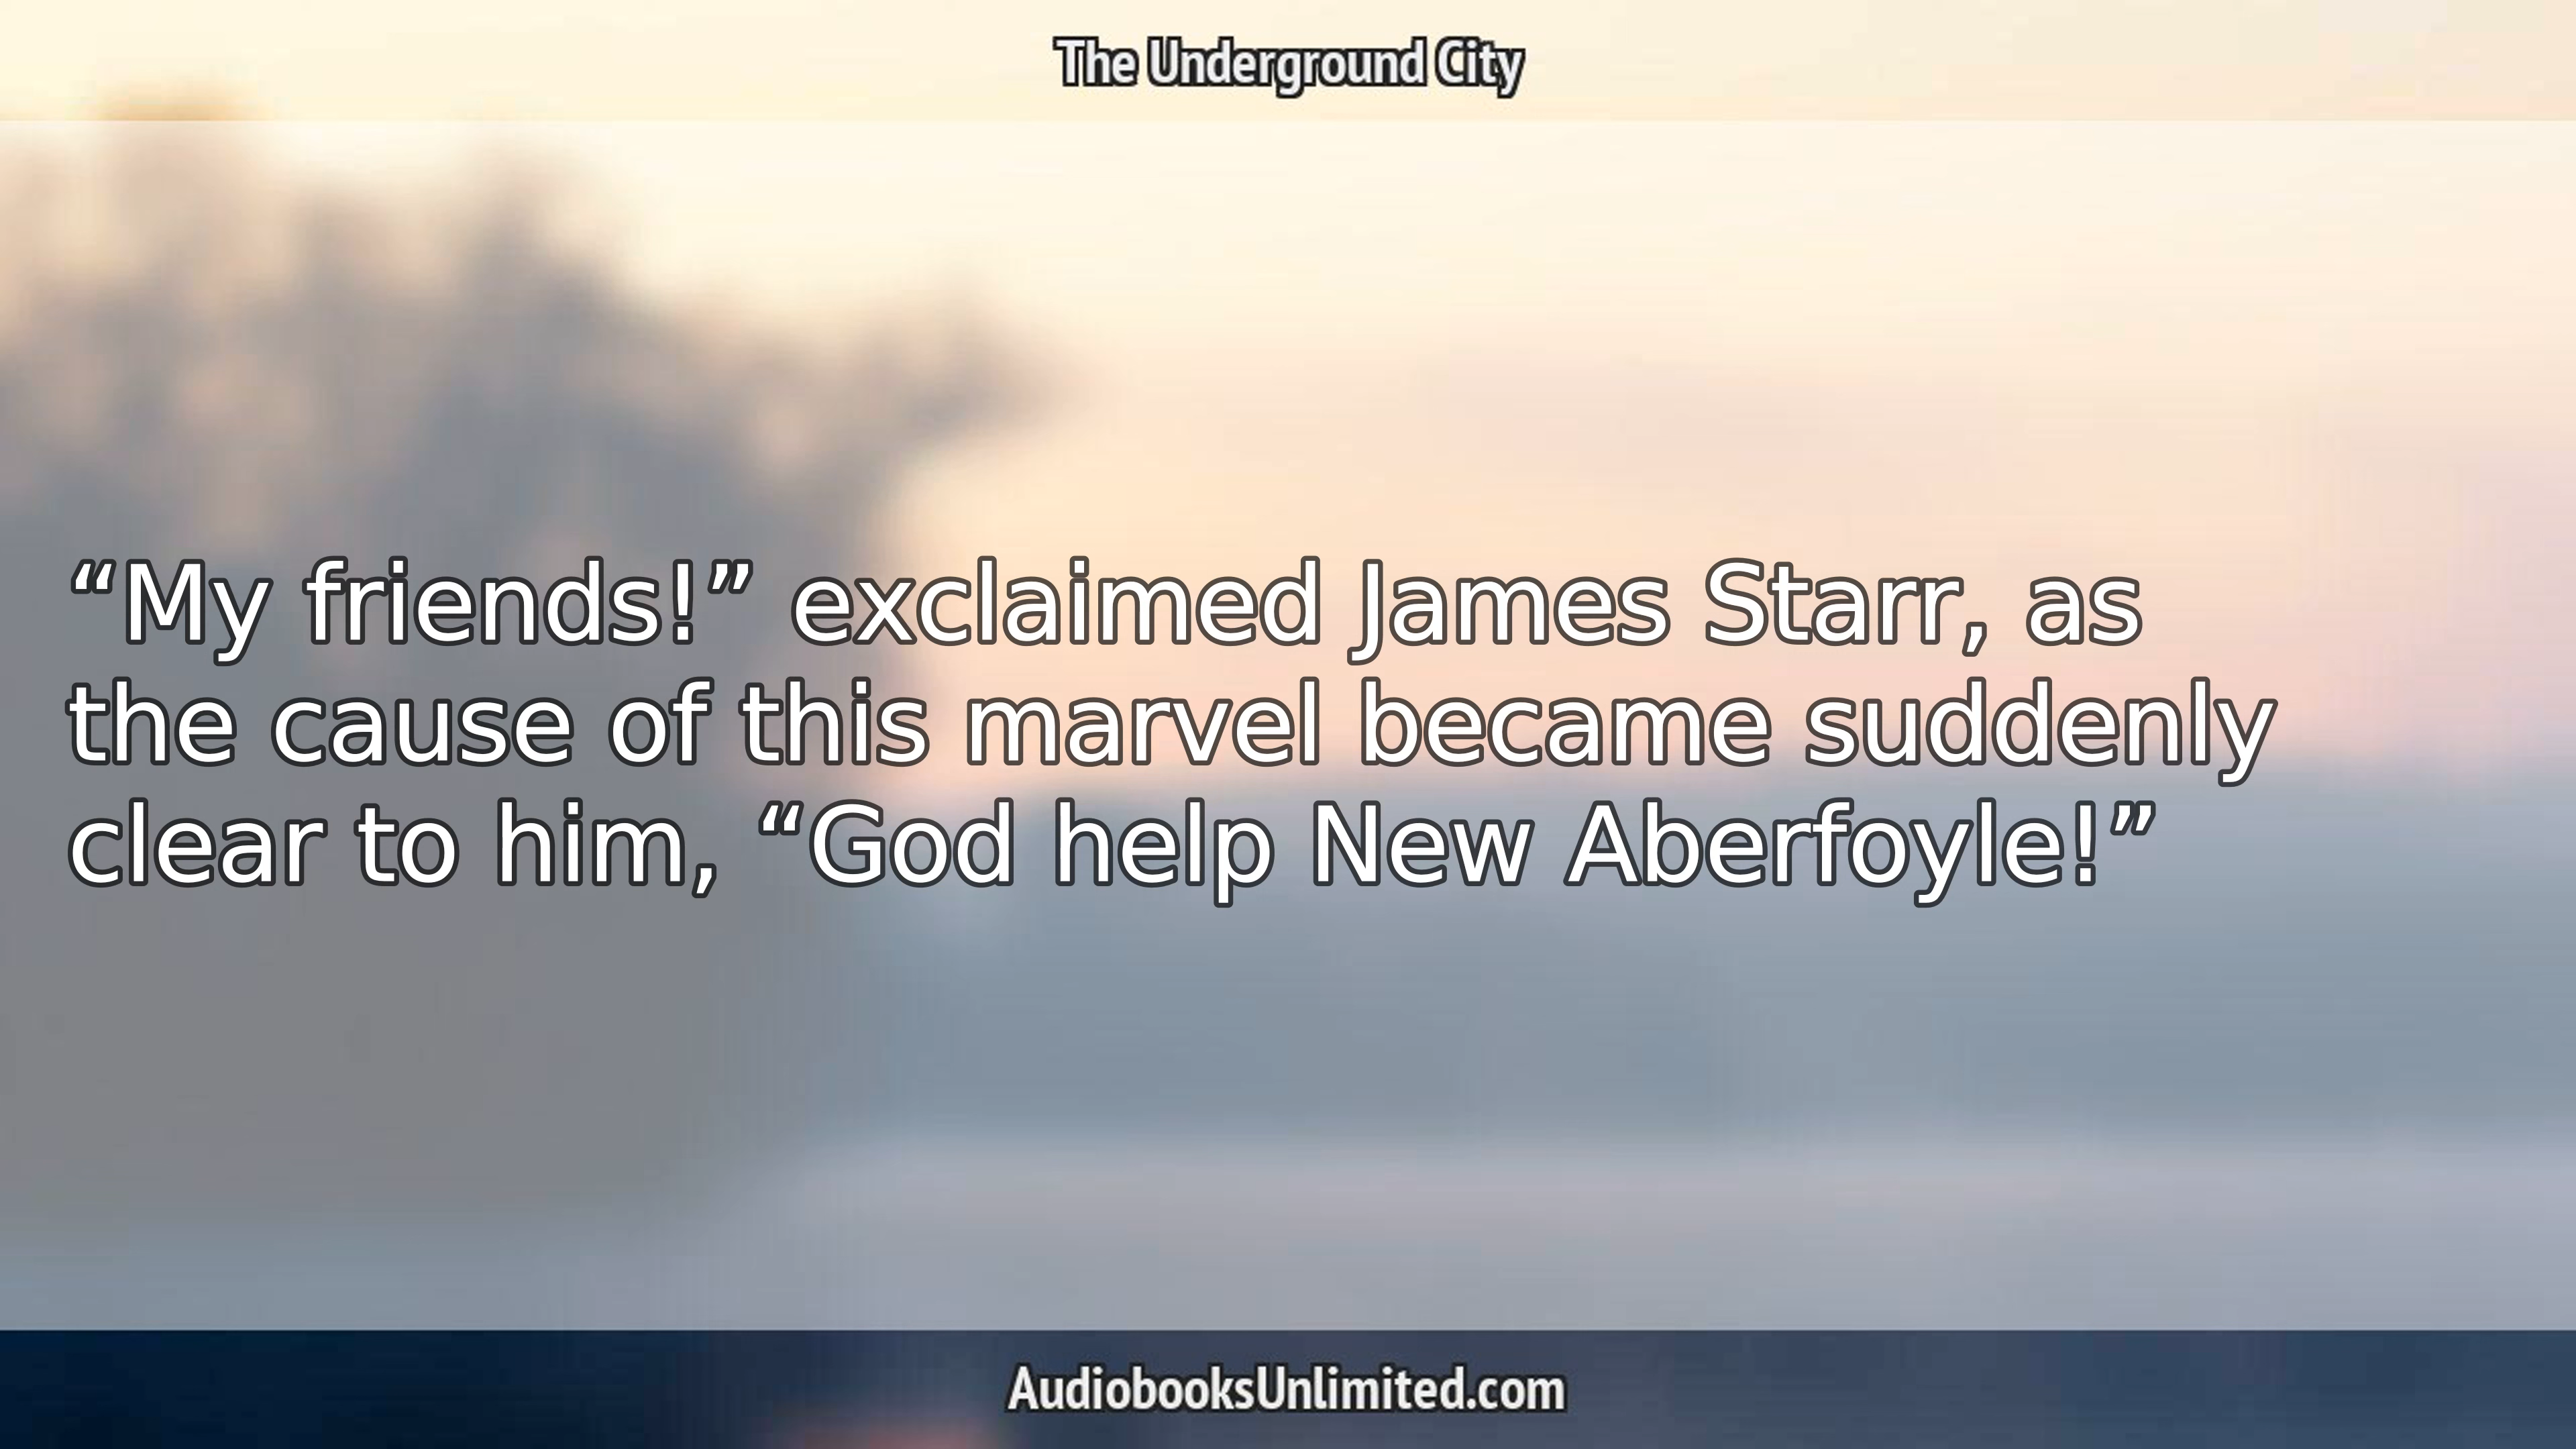 The Underground City
“My friends!” exclaimed James Starr, as
the cause of this marvel became suddenly
clear to him, “God help New Aberfoyle!”
AudiobooksUnlimited.com